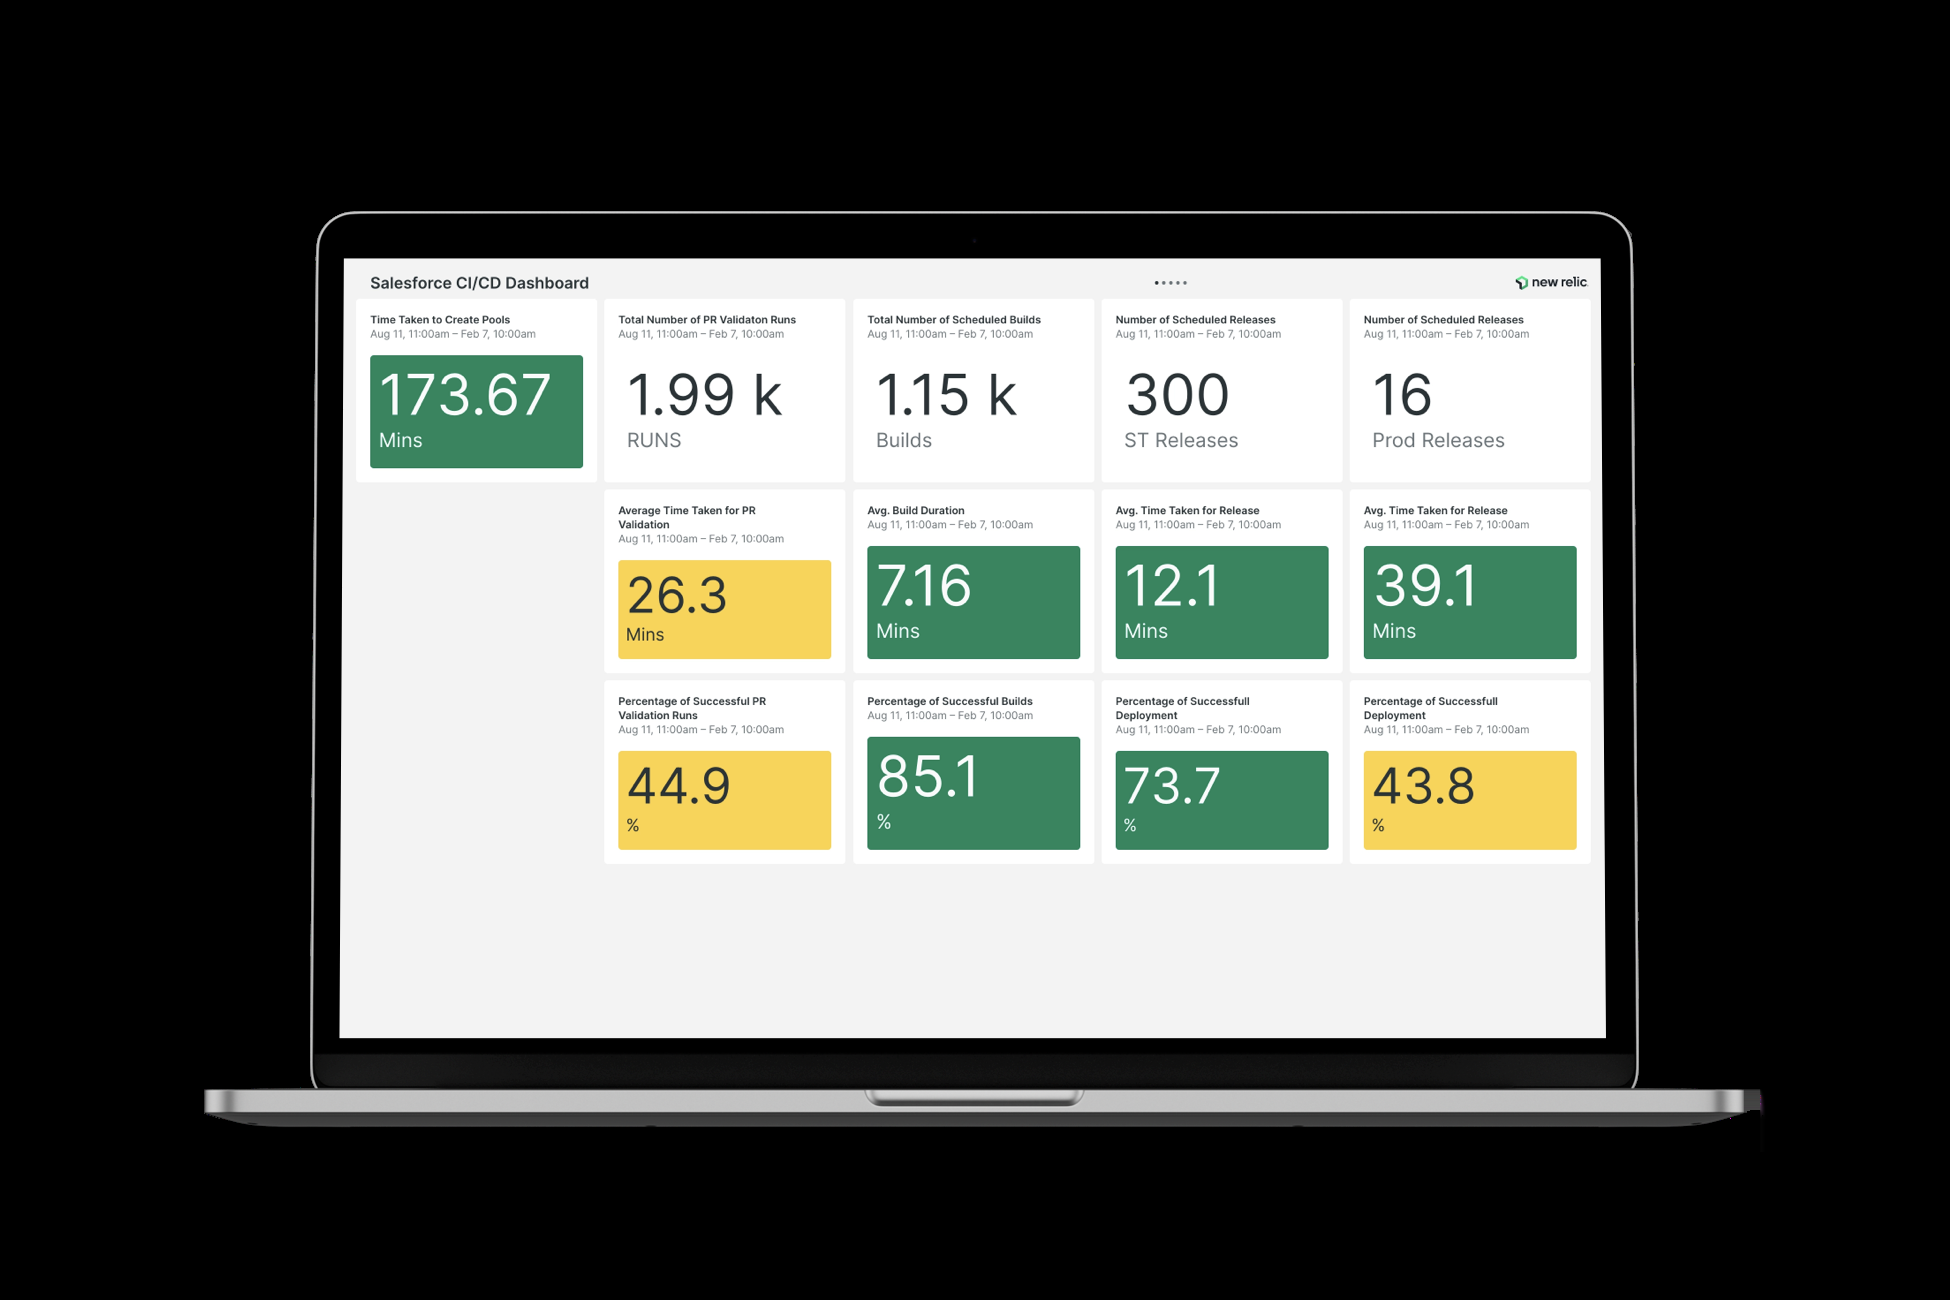 Salesforce CI/CD Dashboard
new relic
Time Taken to Create Pools
Aug 11, 11:00am – Feb 7, 10:00am
173.67
Mins
Total Number of PR Validaton Runs
Aug 11, 11:00am – Feb 7, 10:00am
1.99 k
RUNS
Total Number of Scheduled Builds
Aug 11, 11:00am – Feb 7, 10:00am
1.15 k
Builds
Number of Scheduled Releases
Aug 11, 11:00am – Feb 7, 10:00am
300
ST Releases
Number of Scheduled Releases
Aug 11, 11:00am – Feb 7, 10:00am
16
Prod Releases
Average Time Taken for PR
Validation
Aug 11, 11:00am – Feb 7, 10:00am
26.3
Mins
Avg. Build Duration
Aug 11, 11:00am – Feb 7, 10:00am
7.16
Mins
Avg. Time Taken for Release
Aug 11, 11:00am – Feb 7, 10:00am
12.1
Mins
Avg. Time Taken for Release
Aug 11, 11:00am – Feb 7, 10:00am
39.1
Mins
Percentage of Successful PR
Validation Runs
Aug 11, 11:00am – Feb 7, 10:00am
44.9
%
Percentage of Successful Builds
Aug 11, 11:00am – Feb 7, 10:00am
85.1
%
Percentage of Successfull
Deployment
Aug 11, 11:00am – Feb 7, 10:00am
73.7
%
Percentage of Successfull
Deployment
Aug 11, 11:00am – Feb 7, 10:00am
43.8
%